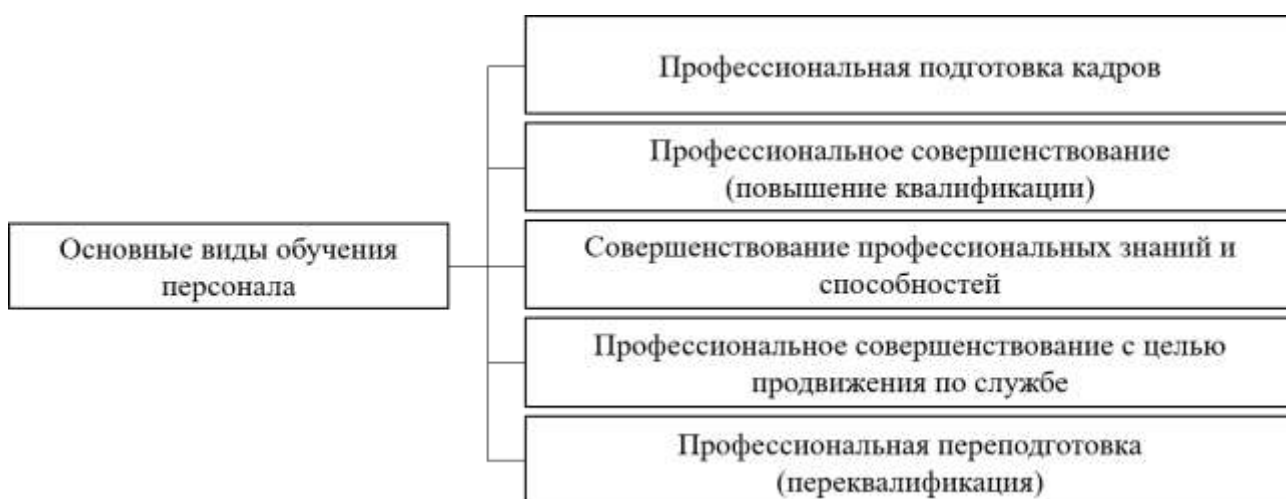 Основные виды обучения
персонала
Профессиональная подготовка кадров
Профессиональное совершенствование
(повышение квалификации)
Совершенствование профессиональных знаний и
способностей
Профессиональное совершенствование с целью
продвижения по службе
Профессиональная переподготовка
(переквалификация)